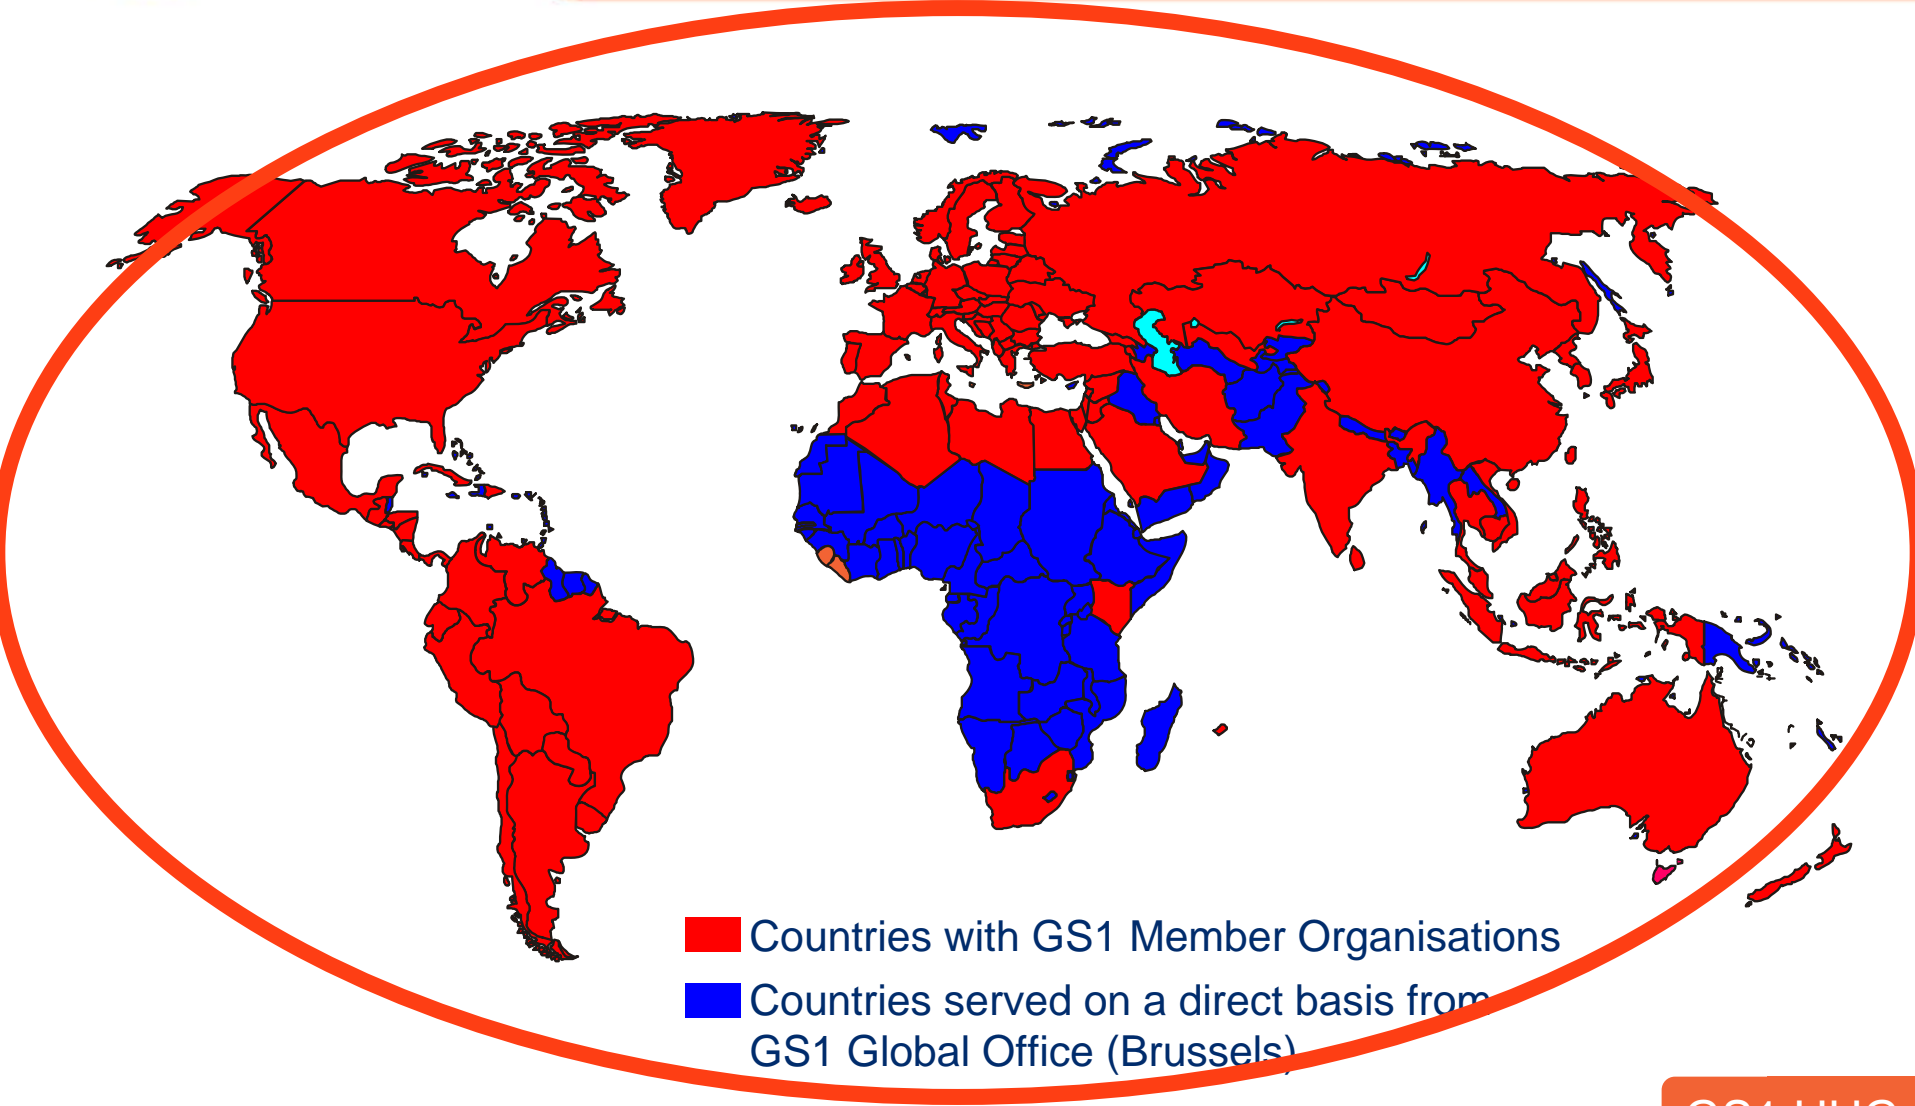 Countries with GS1 Member Organisations
Countries served on a direct basis from
GS1 Global Office (Brussels)